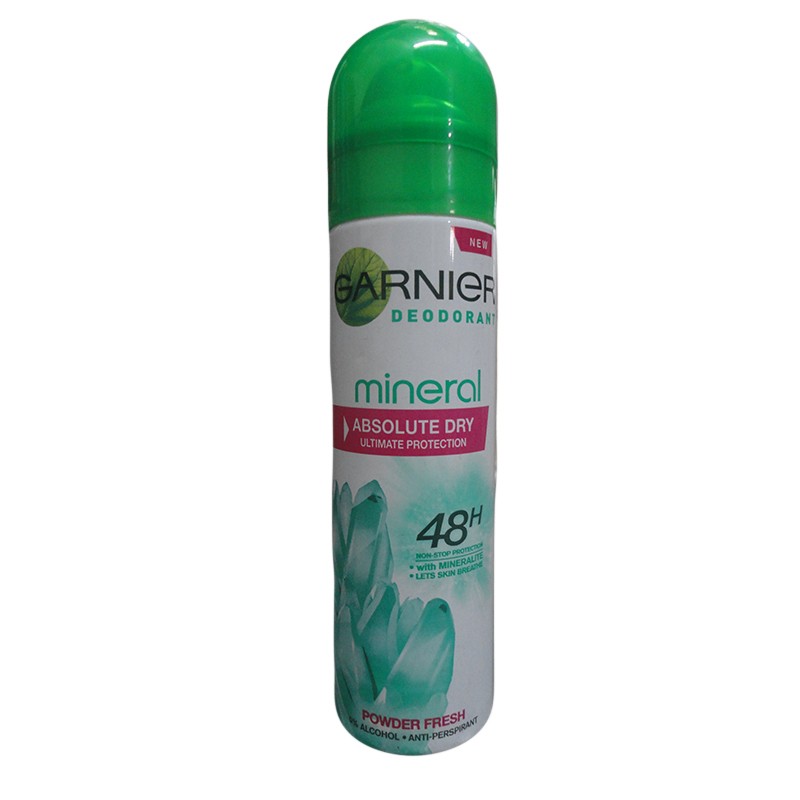 NEW
GARNIER
DEODORANT
mineral
ABSOLUTE DRY
ULTIMATE PROTECTION
48H
NON-STOP PROTECTION
• with MINERALITE
• LETS SKIN BREATHE
POWDER FRESH
0% ALCOHOL • ANTI-PERSPIRANT